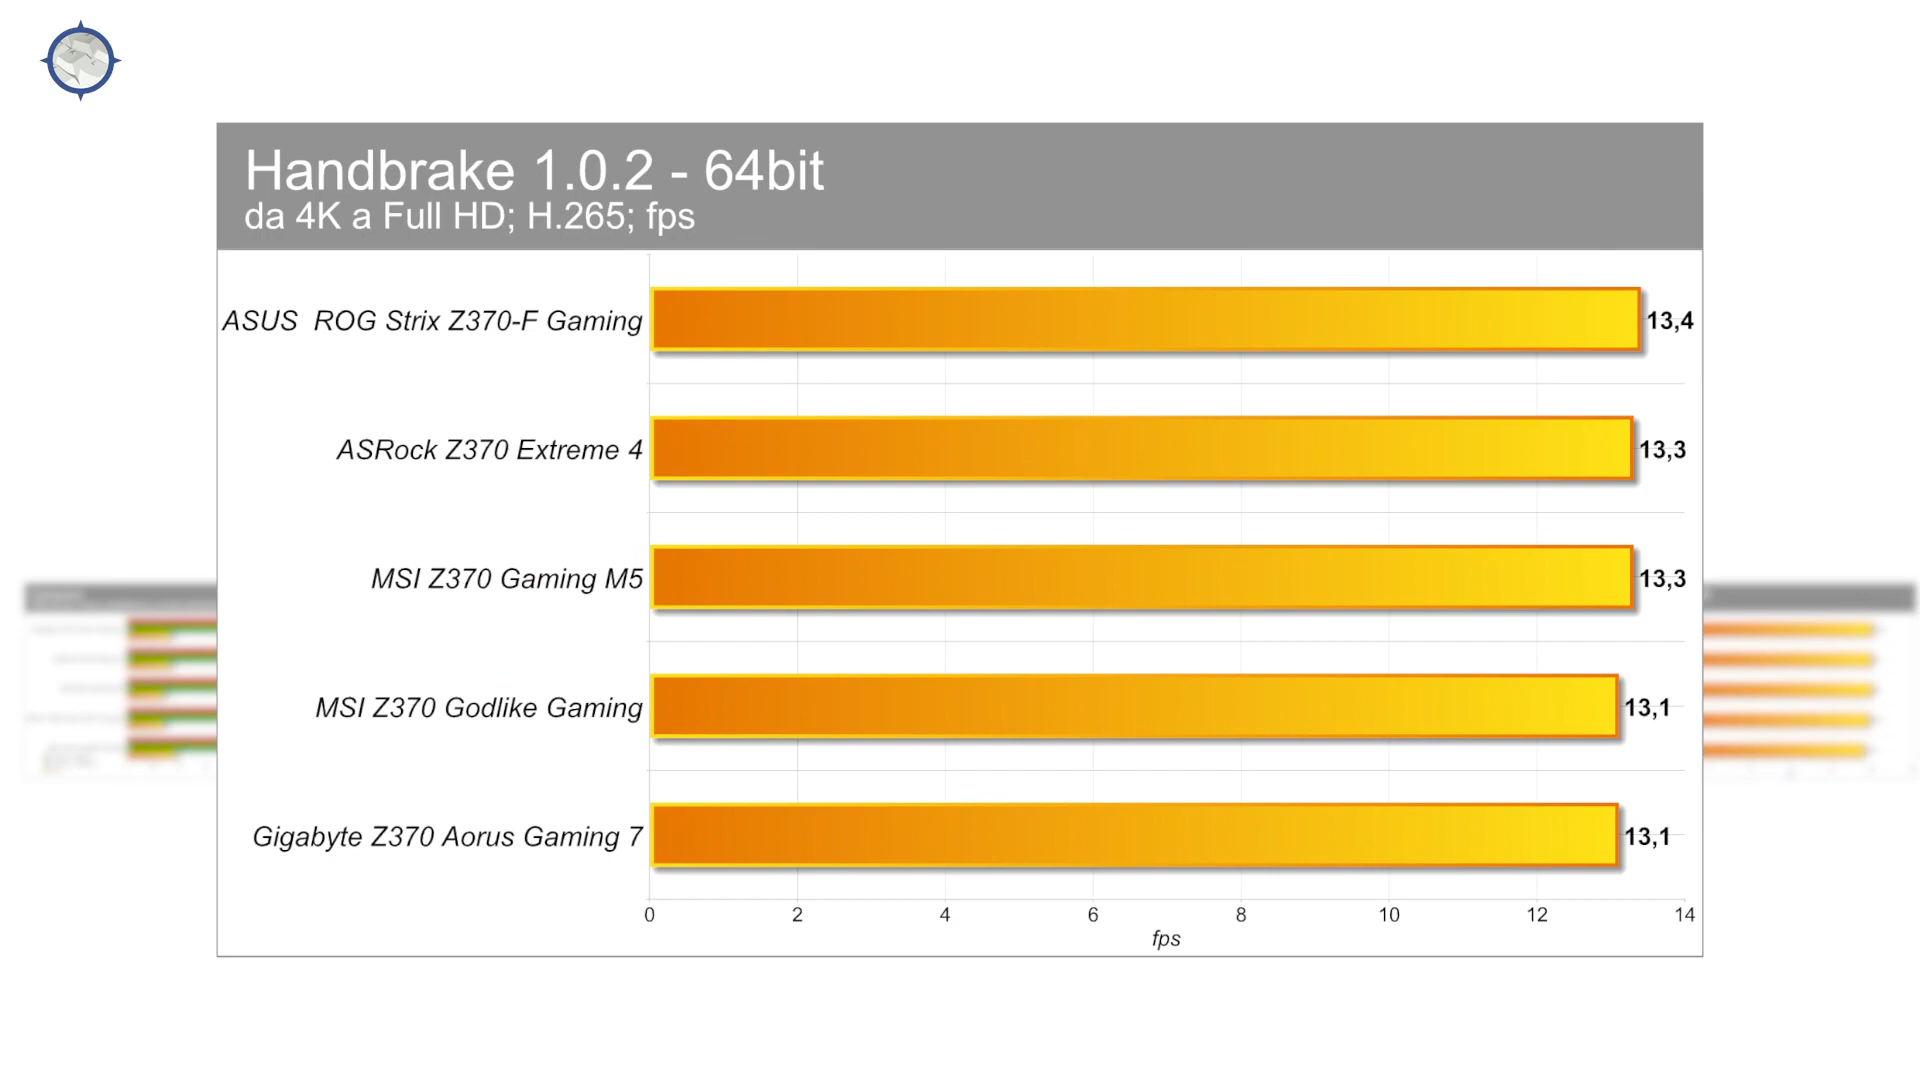 Handbrake 1.0.2 - 64bit
da 4K a Full HD; H.265; fps
ASUS ROG Strix Z370-F Gaming 13,4
ASRock Z370 Extreme 4 13,3
MSI Z370 Gaming M5 13,3
MSI Z370 Godlike Gaming 13,1
Gigabyte Z370 Aorus Gaming 7 13,1
0 2 4 6 8 10 12 14
fps